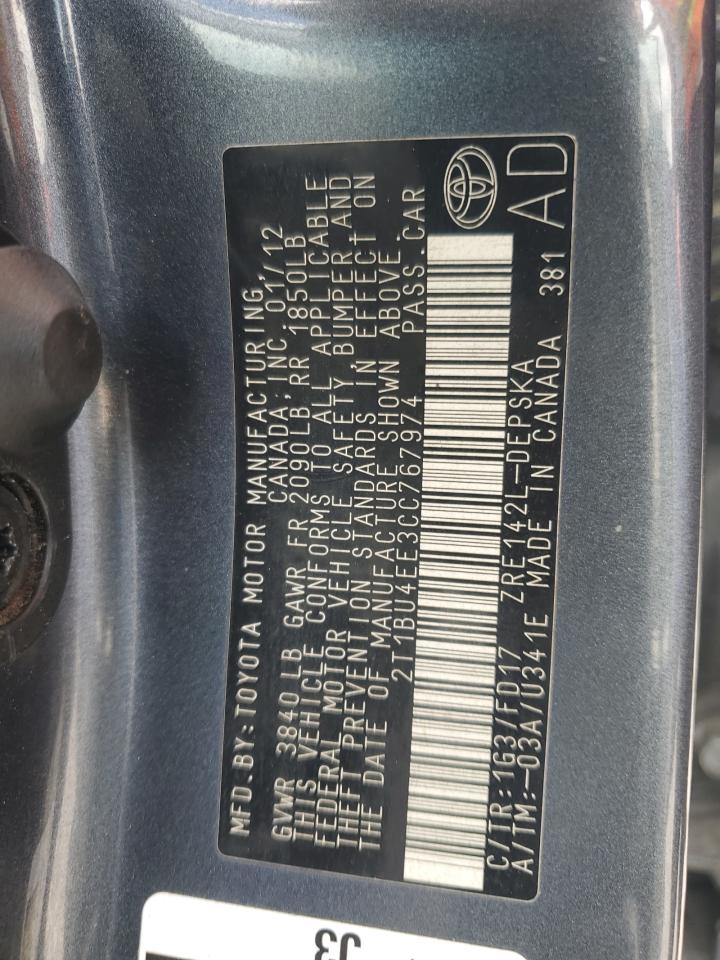 MFD.BY:TOYOTA MOTOR MANUFACTURING,
CANADA,INC. 01/12
GVWR 3840 LB GAWR FR 2090LB RR 1850LB
THIS VEHICLE CONFORMS TO ALL APPLICABLE
FEDERAL MOTOR VEHICLE SAFETY, BUMPER AND
THEFT PREVENTION STANDARDS IN EFFECT ON
THE DATE OF MANUFACTURE SHOWN ABOVE.
2T1BU4EE3CC767974 PASS.CAR
C/TR:1G3/FD17 ZRE142L-DEPSKA
A/TM:-03A/U341E MADE IN CANADA 381
AD
J3